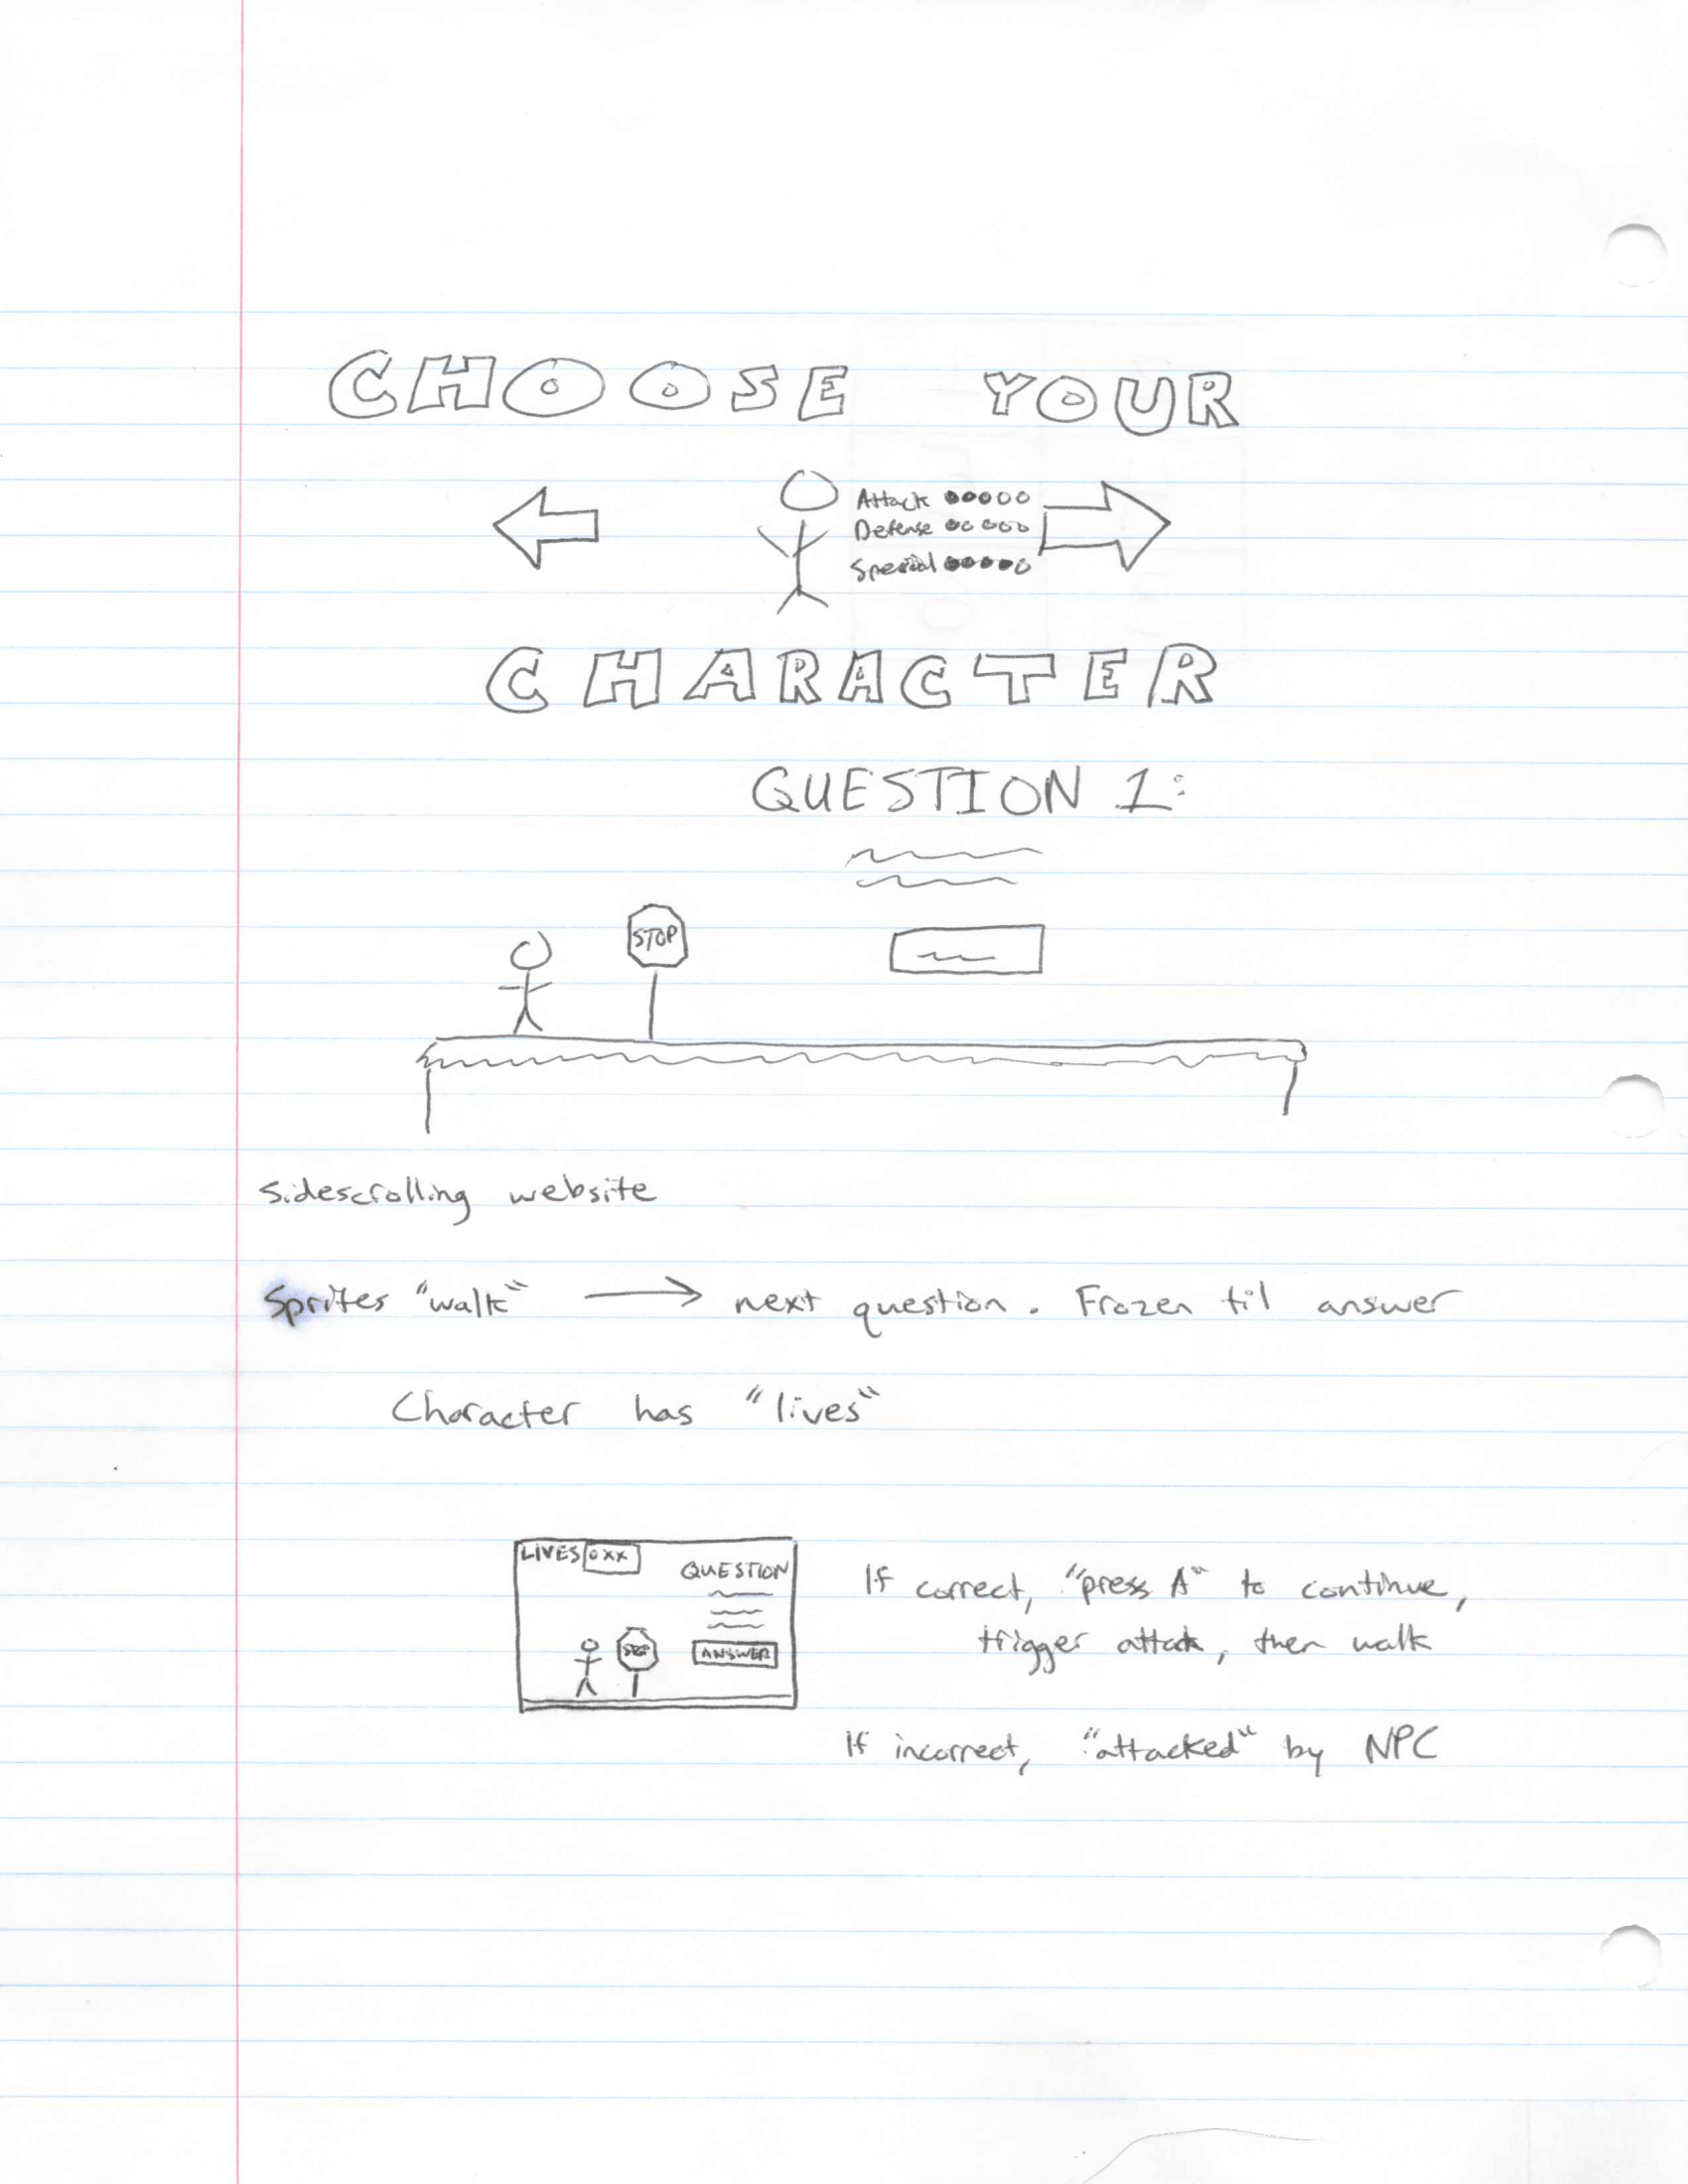 CHOOSE YOUR
Attack
Defense
Special
CHARACTER
QUESTION 1:
STOP
Sidescrolling website
Sprites "walk" → next question. Frozen til answer
Character has "lives"
LIVES OXX
QUESTION
STOP
ANSWER
If correct, "press A" to continue,
trigger attack, then walk
If incorrect, "attacked" by NPC